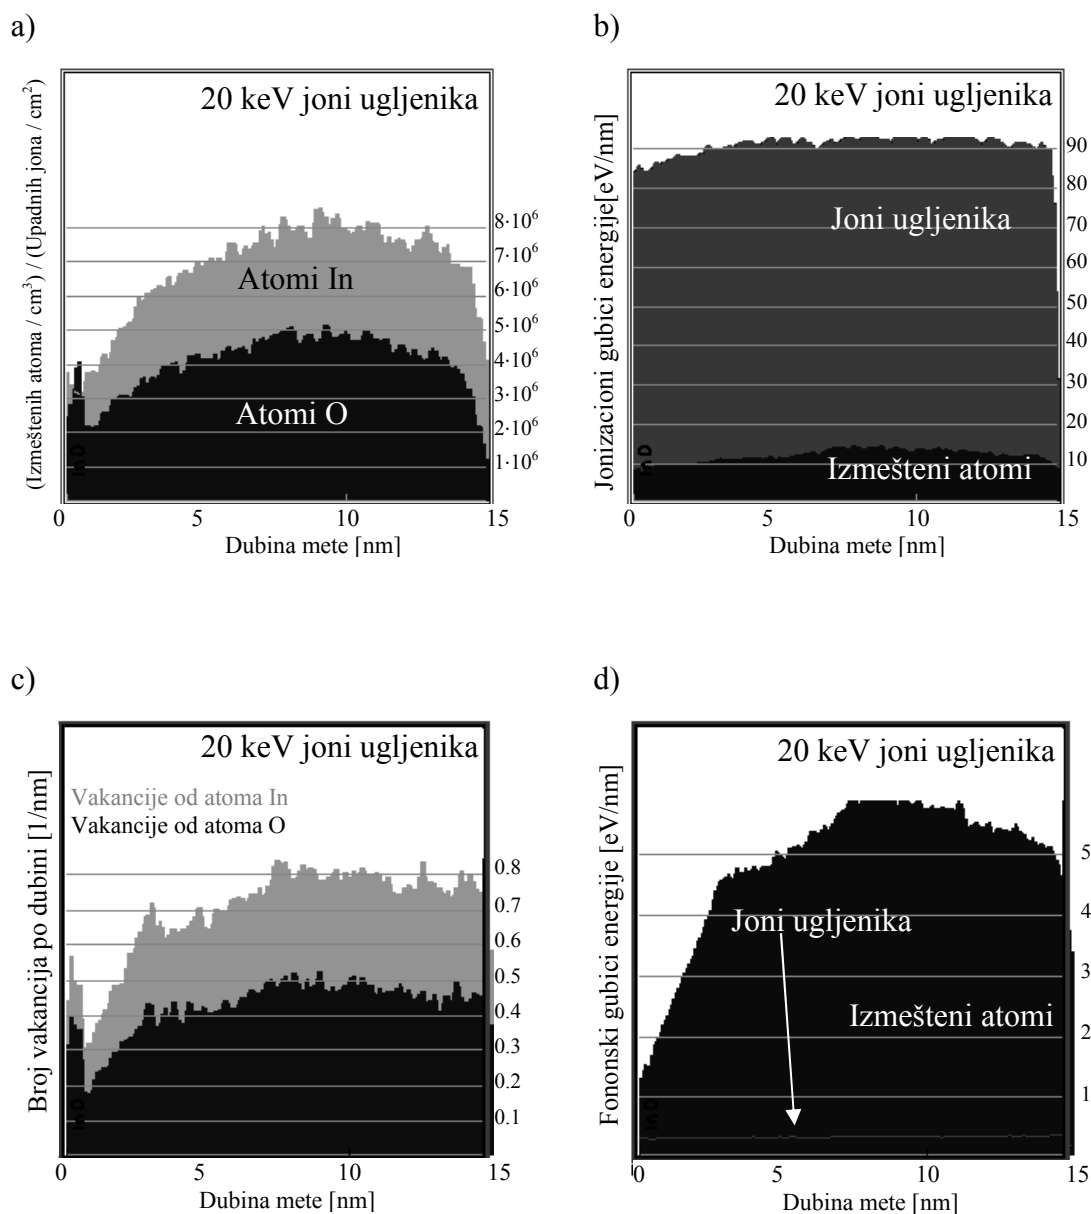 a)
20 keV joni ugljenika
(Izmeštenih atoma / cm³) / (Upadnih jona / cm²)
8·10⁶
7·10⁶
6·10⁶
5·10⁶
4·10⁶
3·10⁶
2·10⁶
1·10⁶
Atomi In
Atomi O
In D
0 5 10 15
Dubina mete [nm]
b)
20 keV joni ugljenika
Jonizacioni gubici energije[eV/nm]
90
80
70
60
50
40
30
20
10
Joni ugljenika
Izmešteni atomi
In D
0 5 10 15
Dubina mete [nm]
c)
20 keV joni ugljenika
Vakancije od atoma In
Vakancije od atoma O
Broj vakancija po dubini [1/nm]
0.8
0.7
0.6
0.5
0.4
0.3
0.2
0.1
In D
0 5 10 15
Dubina mete [nm]
d)
20 keV joni ugljenika
Fononski gubici energije [eV/nm]
5
4
3
2
1
Joni ugljenika
Izmešteni atomi
In D
0 5 10 15
Dubina mete [nm]